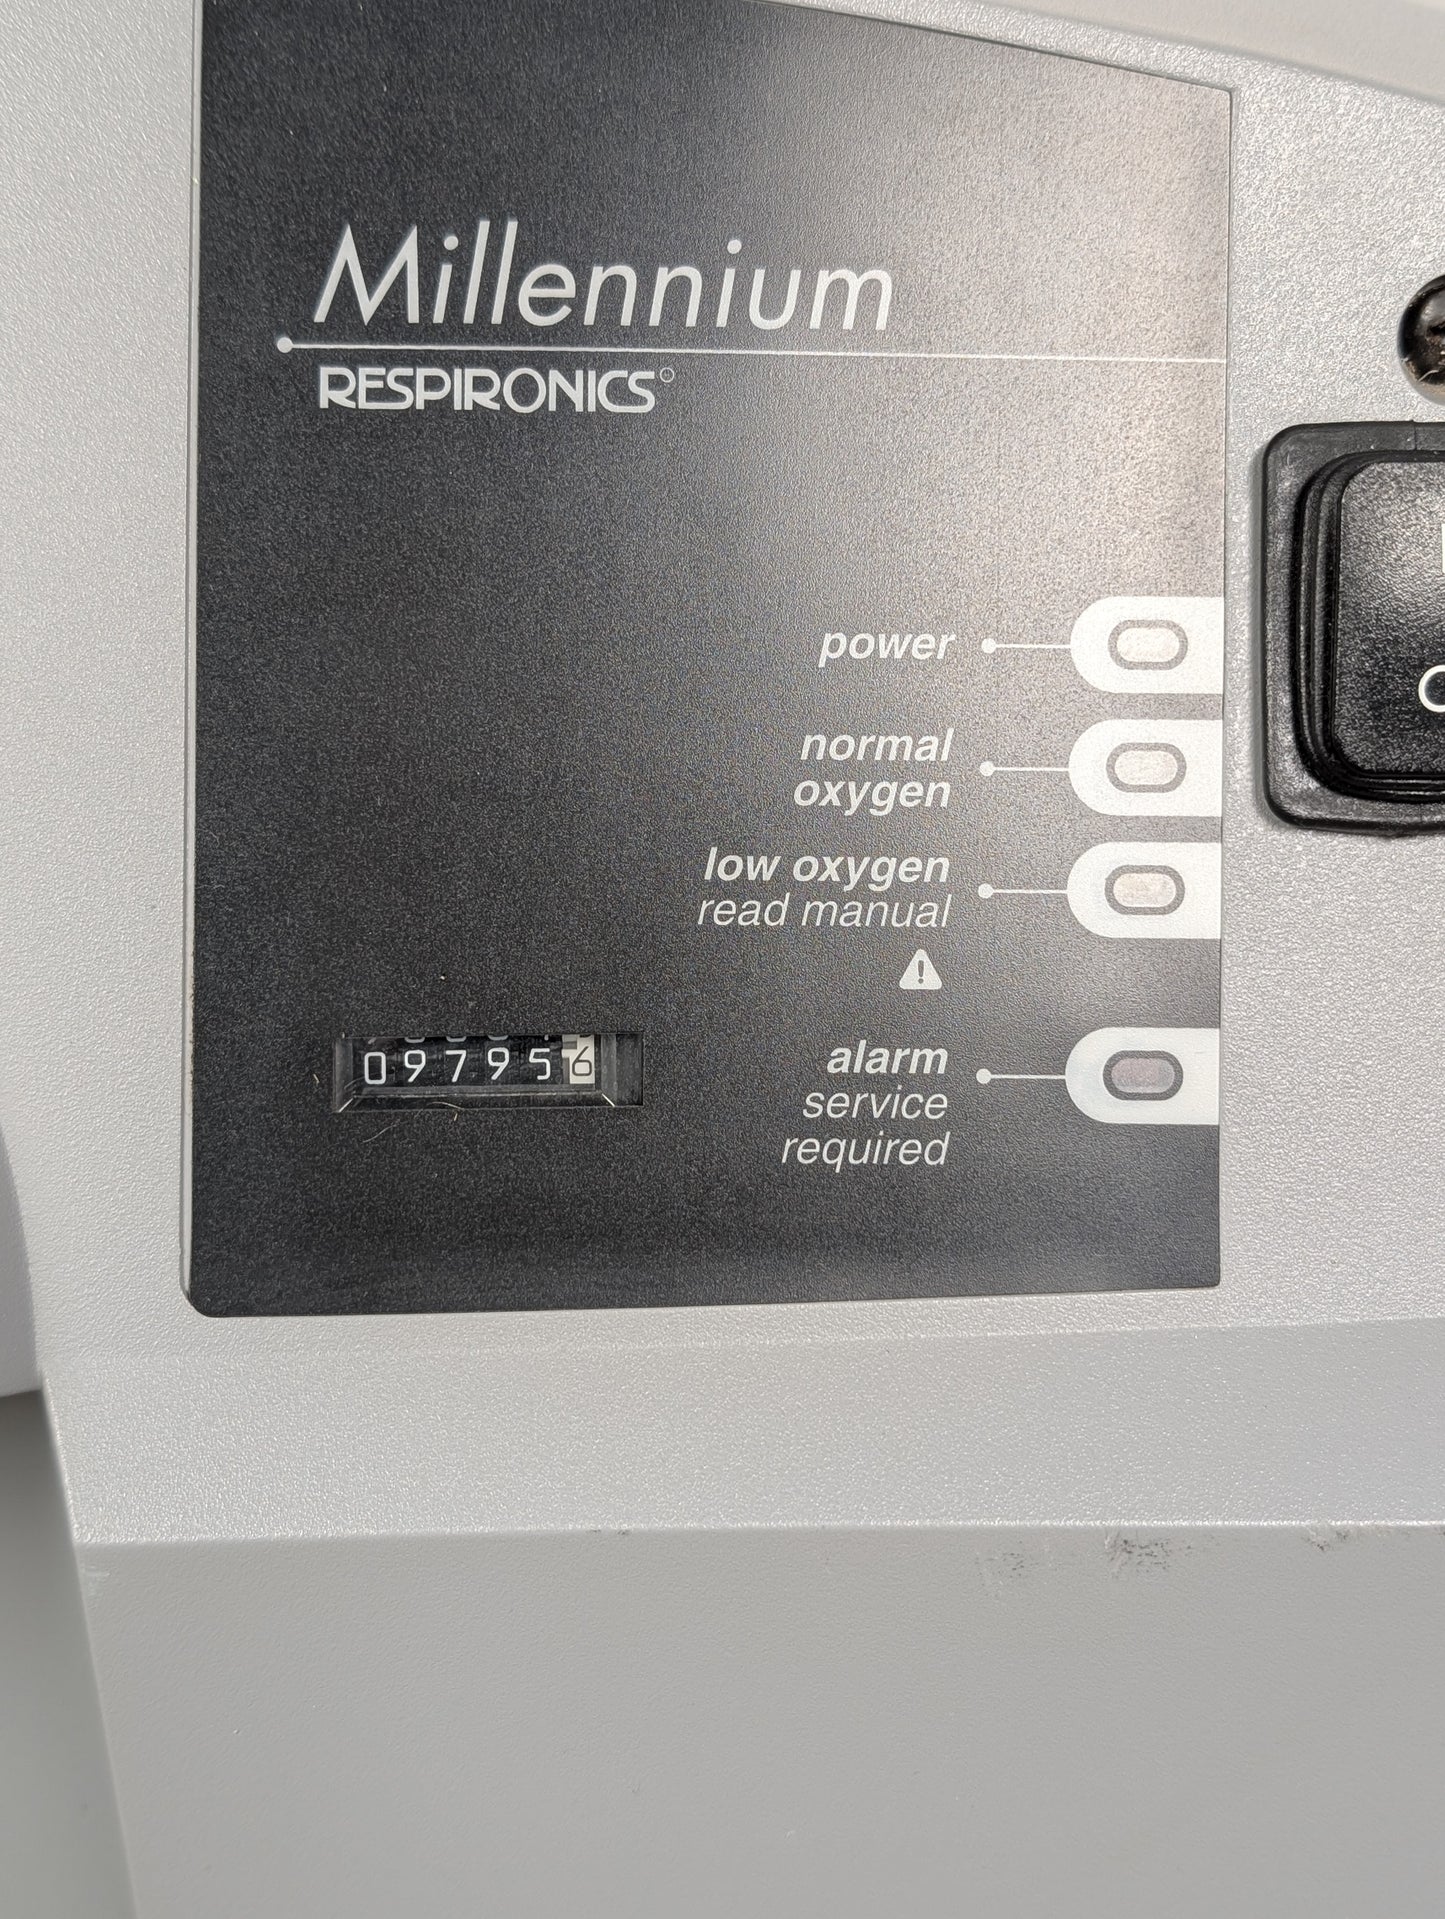 Millennium
RESPIRONICS®
power
normal
oxygen
low oxygen
read manual
alarm
service
required
097956